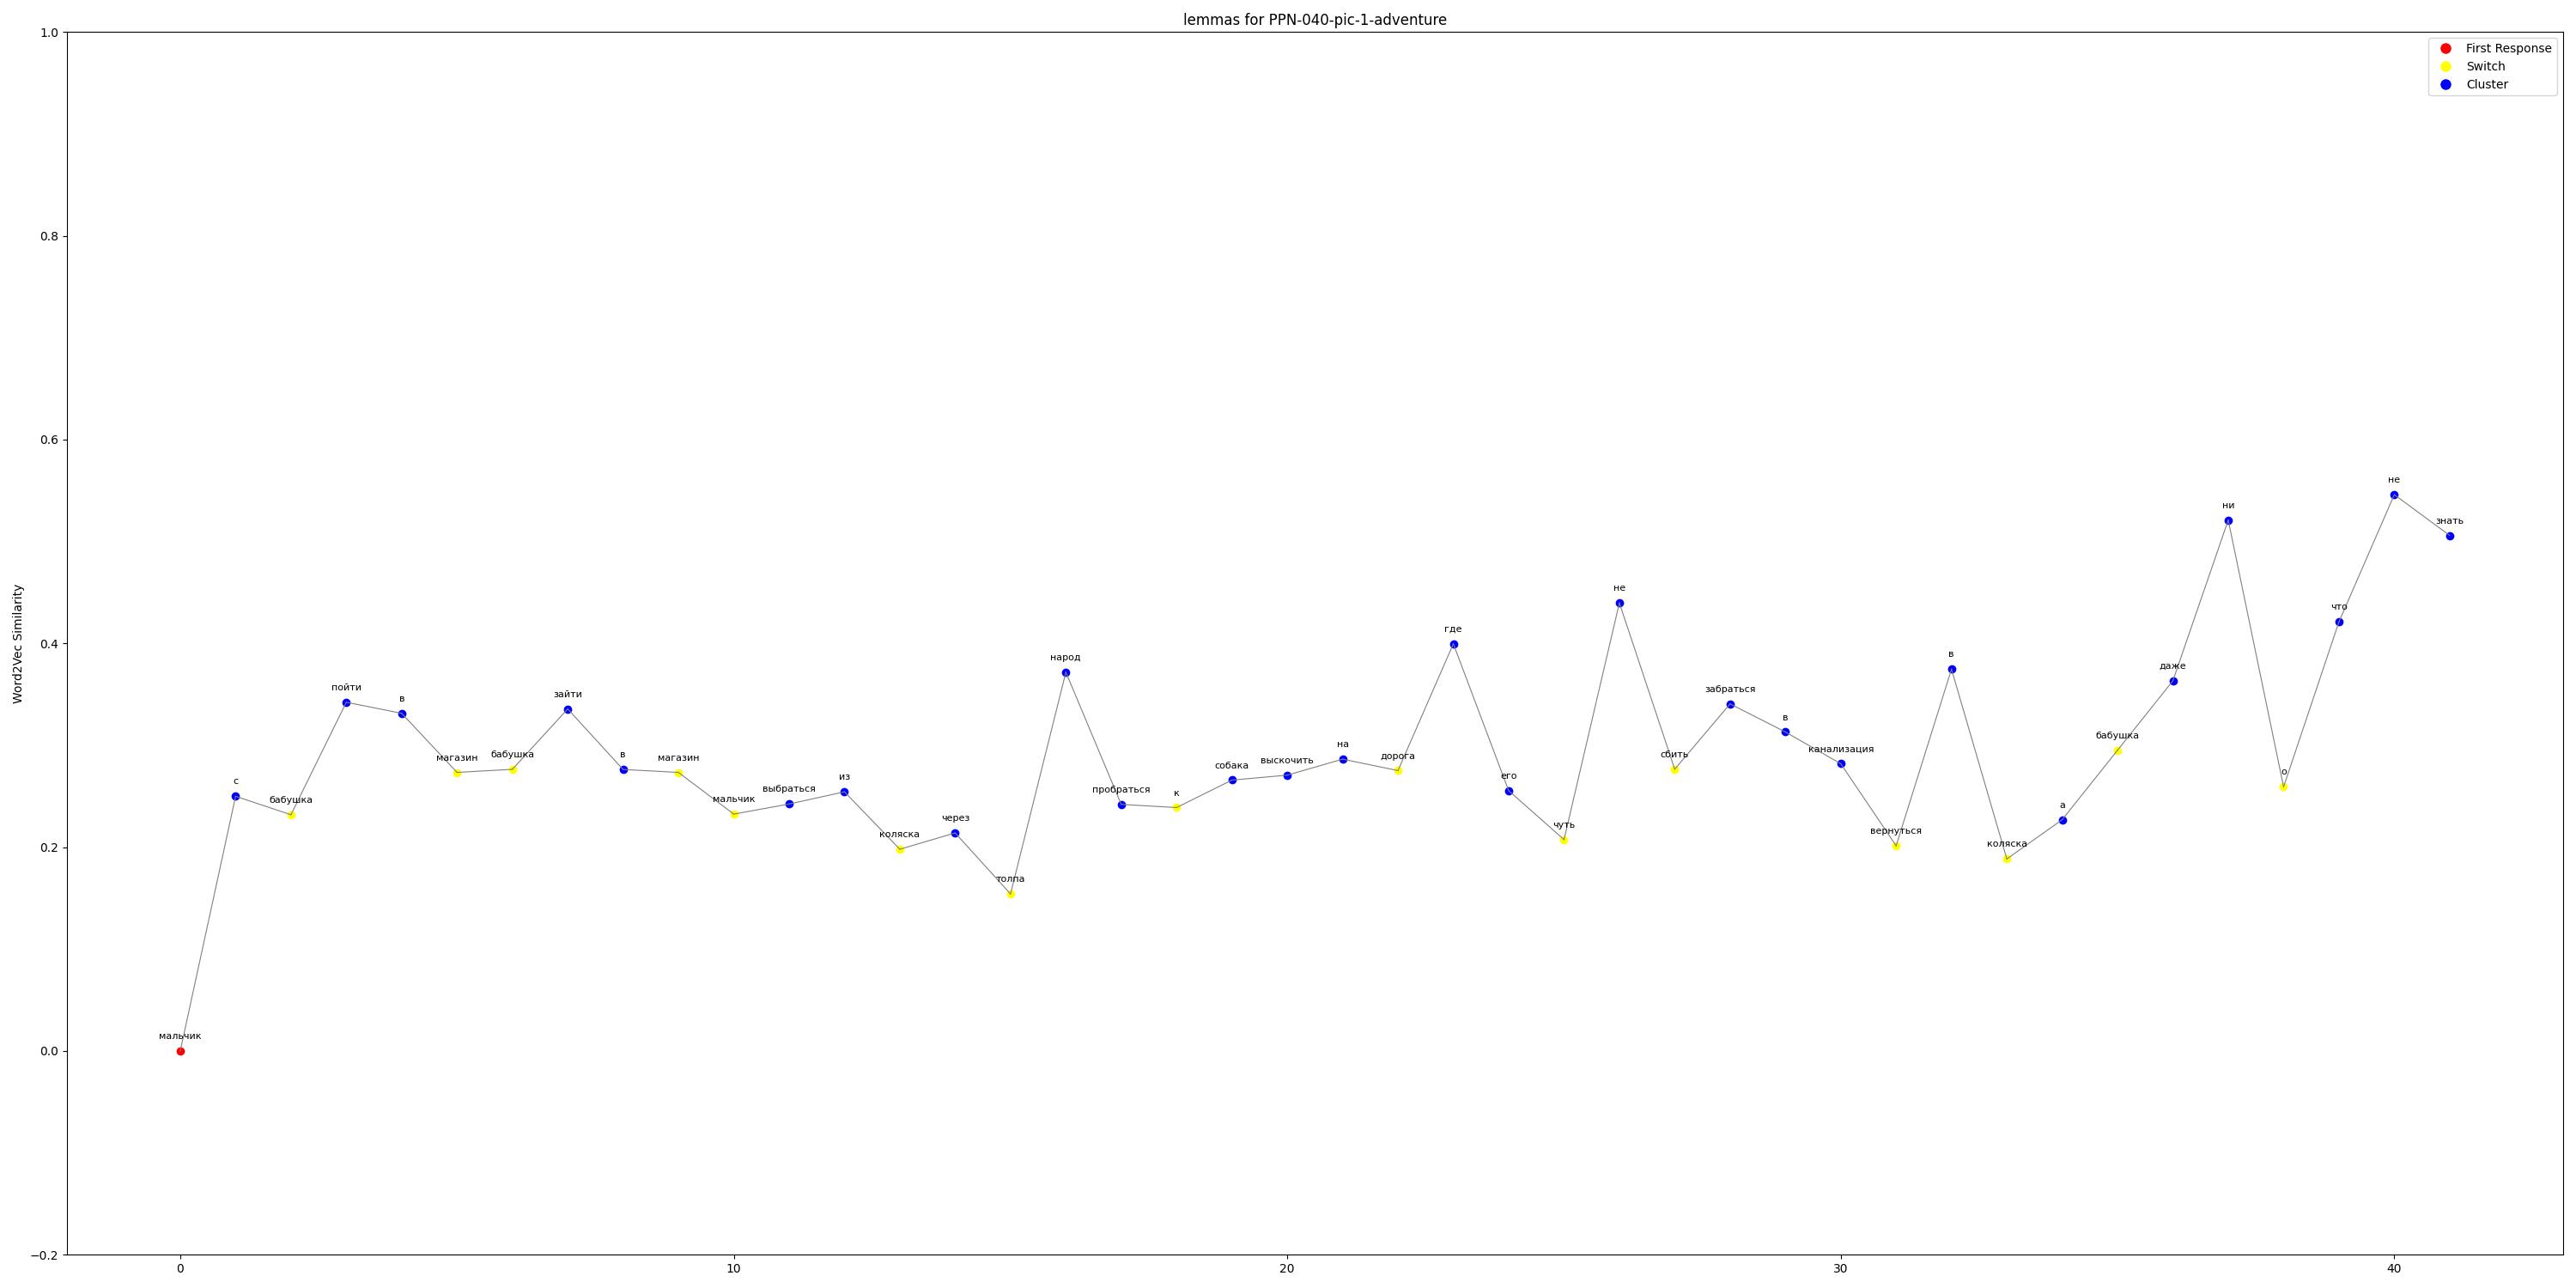 lemmas for PPN-040-pic-1-adventure
First Response
Switch
Cluster
Word2Vec Similarity
1.0
0.8
0.6
0.4
0.2
0.0
−0.2
мальчик
с
бабушка
пойти
в
магазин
бабушка
зайти
в
магазин
мальчик
выбраться
из
коляска
через
толпа
народ
пробраться
к
собака
выскочить
на
дорога
где
его
чуть
не
сбить
забраться
в
канализация
вернуться
в
коляска
а
бабушка
даже
ни
о
что
не
знать
0 10 20 30 40